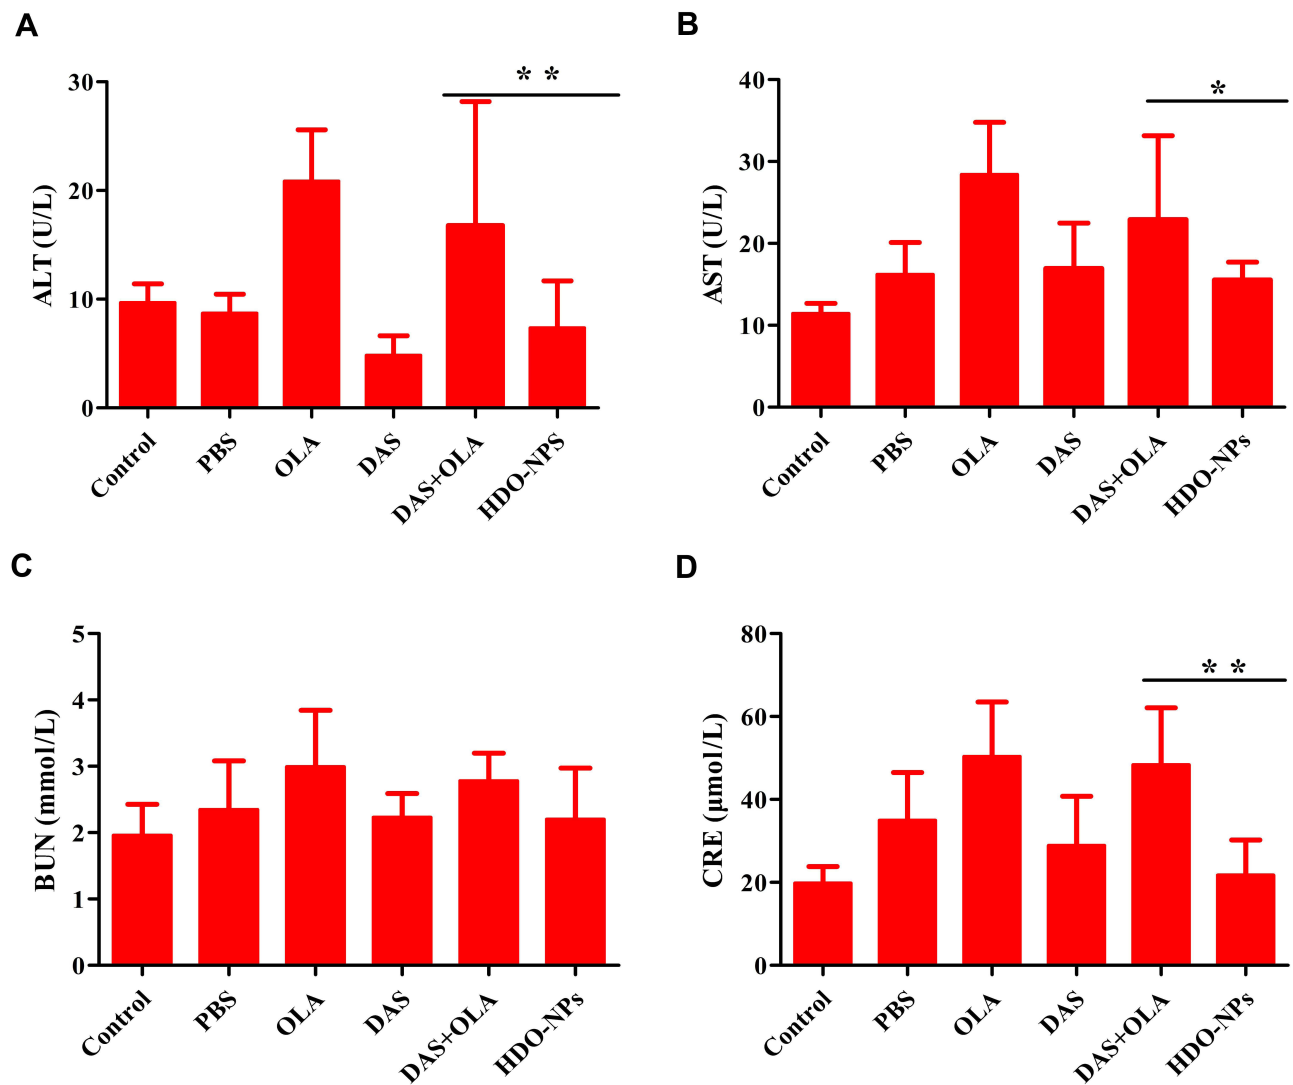 A
ALT (U/L)
30
20
10
0
* *
Control
PBS
OLA
DAS
DAS+OLA
HDO-NPS
B
AST (U/L)
40
30
20
10
0
*
Control
PBS
OLA
DAS
DAS+OLA
HDO-NPs
C
BUN (mmol/L)
5
4
3
2
1
0
Control
PBS
OLA
DAS
DAS+OLA
HDO-NPs
D
CRE (μmol/L)
80
60
40
20
0
* *
Control
PBS
OLA
DAS
DAS+OLA
HDO-NPs